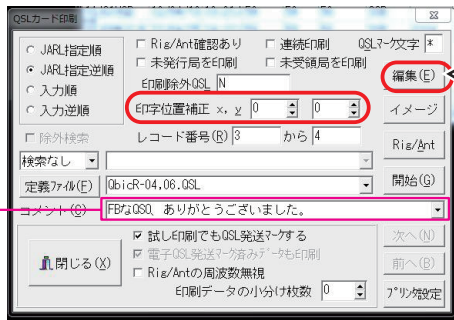 QSLカード印刷
JARL指定順
JARL指定逆順
入力順
入力逆順
Rig/Ant確認あり
連続印刷
QSLマーク文字 *
未発行局を印刷
未受領局を印刷
印刷除外QSL N
印字位置補正 x, y 0 0
編集(E)
イメージ
除外検索
レコード番号(R) 3 から 4
Rig/Ant
検索なし
定義ファイル(F) QbicR-04.06.QSL
開始(G)
コメント(C) FBなQSO、ありがとうございました。
閉じる(X)
試し印刷でもQSL発送マークする
電子QSL発送マーク済みデータも印刷
Rig/Antの周波数無視
印刷データの小分け枚数 0
次へ(N)
前へ(B)
プリンタ設定